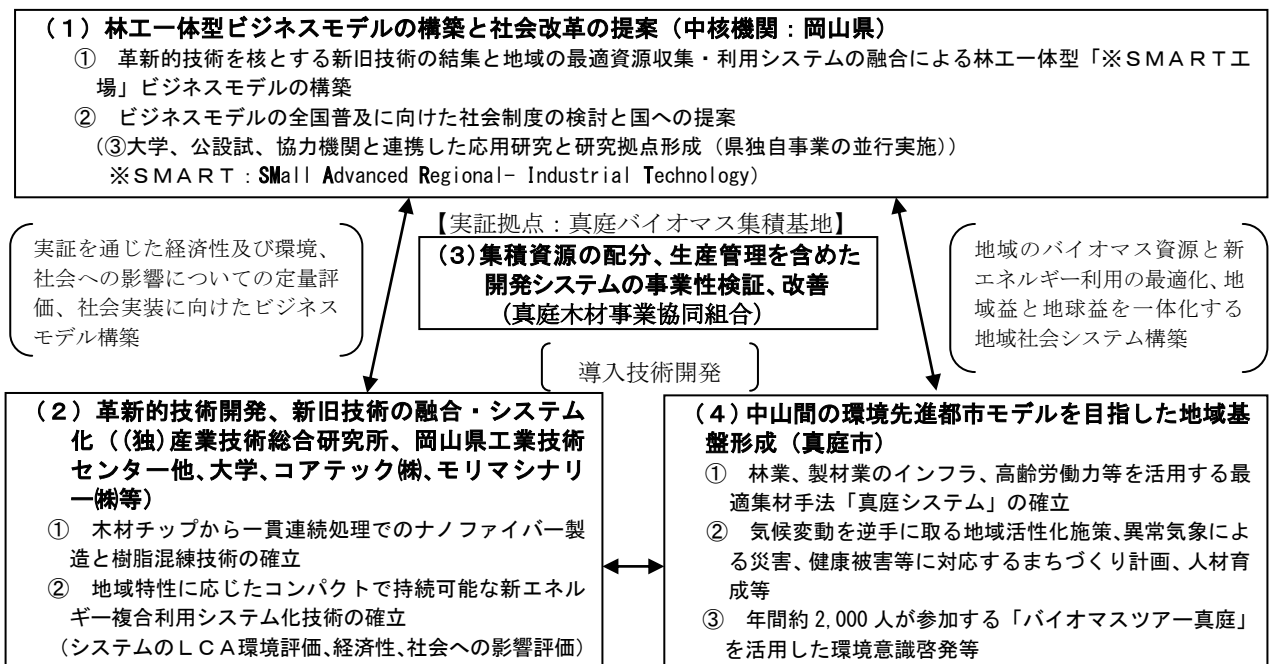 （１）林工一体型ビジネスモデルの構築と社会改革の提案（中核機関：岡山県）
① 革新的技術を核とする新旧技術の結集と地域の最適資源収集・利用システムの融合による林工一体型「※ＳＭＡＲＴ工
場」ビジネスモデルの構築
② ビジネスモデルの全国普及に向けた社会制度の検討と国への提案
（③大学、公設試、協力機関と連携した応用研究と研究拠点形成（県独自事業の並行実施））
※ＳＭＡＲＴ：SMall Advanced Regional- Industrial Technology）
実証を通じた経済性及び環境、
社会への影響についての定量評
価、社会実装に向けたビジネス
モデル構築
【実証拠点：真庭バイオマス集積基地】
（３）集積資源の配分、生産管理を含めた
開発システムの事業性検証、改善
（真庭木材事業協同組合）
地域のバイオマス資源と新
エネルギー利用の最適化、地
域益と地球益を一体化する
地域社会システム構築
導入技術開発
（２）革新的技術開発、新旧技術の融合・システム
化（（独）産業技術総合研究所、岡山県工業技術
センター他、大学、コアテック㈱、モリマシナリ
ー㈱等）
① 木材チップから一貫連続処理でのナノファイバー製
造と樹脂混練技術の確立
② 地域特性に応じたコンパクトで持続可能な新エネル
ギー複合利用システム化技術の確立
（システムのＬＣＡ環境評価、経済性、社会への影響評価）
（４）中山間の環境先進都市モデルを目指した地域基
盤形成（真庭市）
① 林業、製材業のインフラ、高齢労働力等を活用する最
適集材手法「真庭システム」の確立
② 気候変動を逆手に取る地域活性化施策、異常気象によ
る災害、健康被害等に対応するまちづくり計画、人材育
成等
③ 年間約 2,000 人が参加する「バイオマスツアー真庭」
を活用した環境意識啓発等